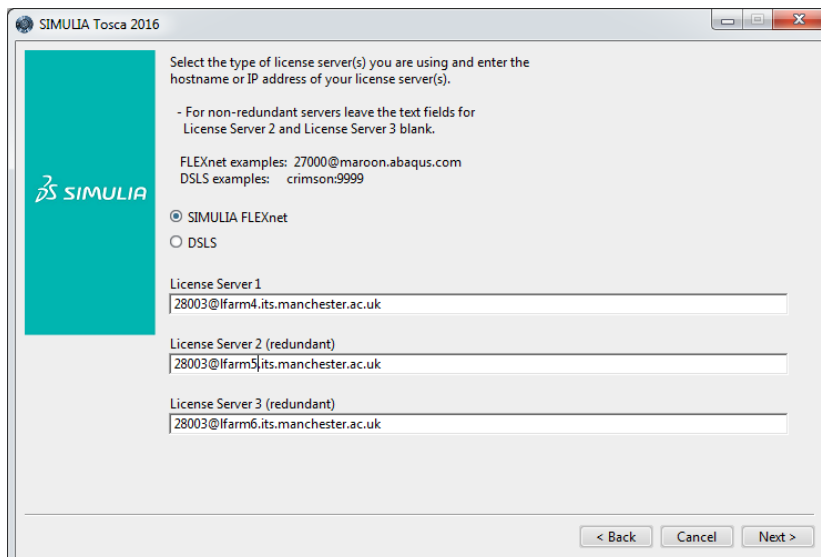 SIMULIA Tosca 2016
Select the type of license server(s) you are using and enter the
hostname or IP address of your license server(s).
- For non-redundant servers leave the text fields for
License Server 2 and License Server 3 blank.
FLEXnet examples: 27000@maroon.abaqus.com
DSLS examples: crimson:9999
SIMULIA
SIMULIA FLEXnet
DSLS
License Server 1
28003@lfarm4.its.manchester.ac.uk
License Server 2 (redundant)
28003@lfarm5.its.manchester.ac.uk
License Server 3 (redundant)
28003@lfarm6.its.manchester.ac.uk
< Back Cancel Next >